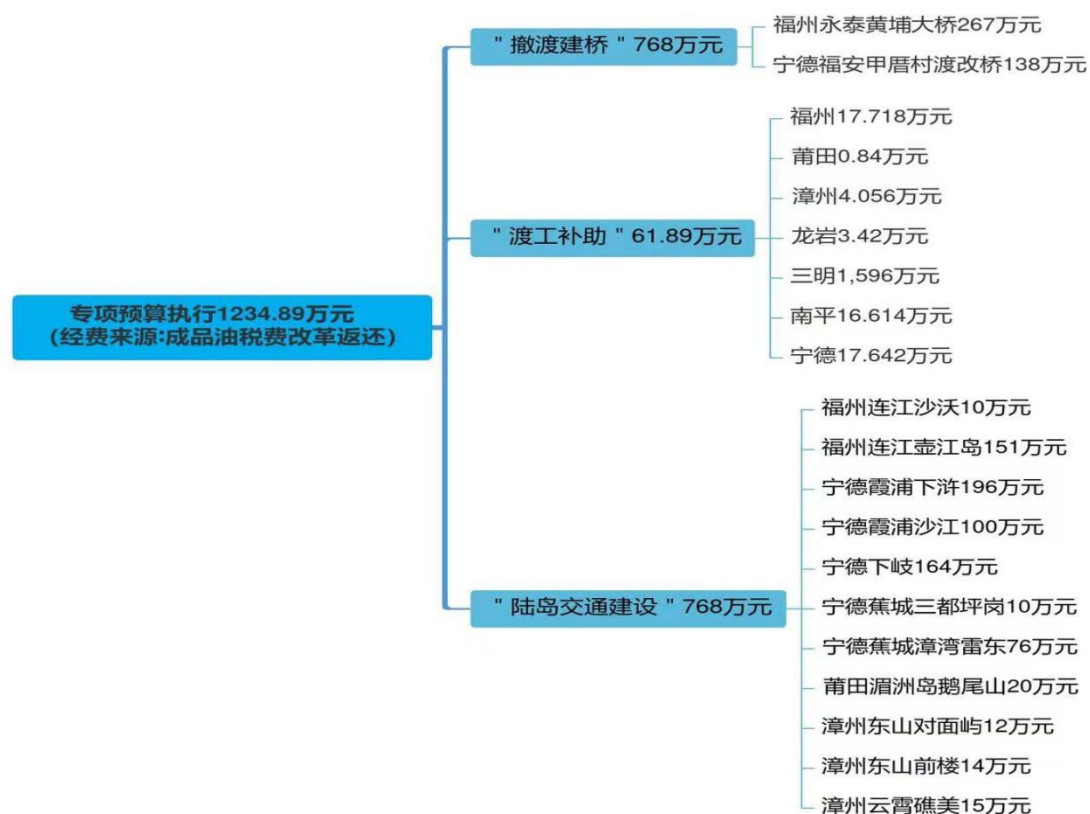 专项预算执行1234.89万元
(经费来源:成品油税费改革返还)
"撤渡建桥"768万元
福州永泰黄埔大桥267万元
宁德福安甲厝村渡改桥138万元
"渡工补助"61.89万元
福州17.718万元
莆田0.84万元
漳州4.056万元
龙岩3.42万元
三明1,596万元
南平16.614万元
宁德17.642万元
"陆岛交通建设"768万元
福州连江沙沃10万元
福州连江壶江岛151万元
宁德霞浦下浒196万元
宁德霞浦沙江100万元
宁德下岐164万元
宁德蕉城三都坪岗10万元
宁德蕉城漳湾雷东76万元
莆田湄洲岛鹅尾山20万元
漳州东山对面屿12万元
漳州东山前楼14万元
漳州云霄礁美15万元